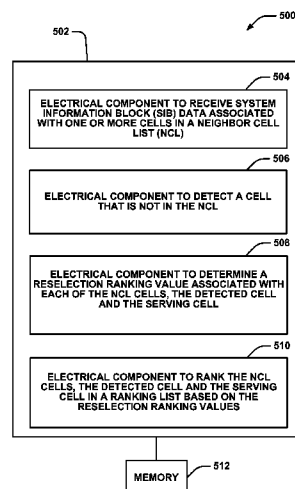 500
502
504
ELECTRICAL COMPONENT TO RECEIVE SYSTEM
INFORMATION BLOCK (SIB) DATA ASSOCIATED
WITH ONE OR MORE CELLS IN A NEIGHBOR CELL
LIST (NCL)
506
ELECTRICAL COMPONENT TO DETECT A CELL
THAT IS NOT IN THE NCL
508
ELECTRICAL COMPONENT TO DETERMINE A
RESELECTION RANKING VALUE ASSOCIATED WITH
EACH OF THE NCL CELLS, THE DETECTED CELL
AND THE SERVING CELL
510
ELECTRICAL COMPONENT TO RANK THE NCL
CELLS, THE DETECTED CELL AND THE SERVING
CELL IN A RANKING LIST BASED ON THE
RESELECTION RANKING VALUES
MEMORY
512